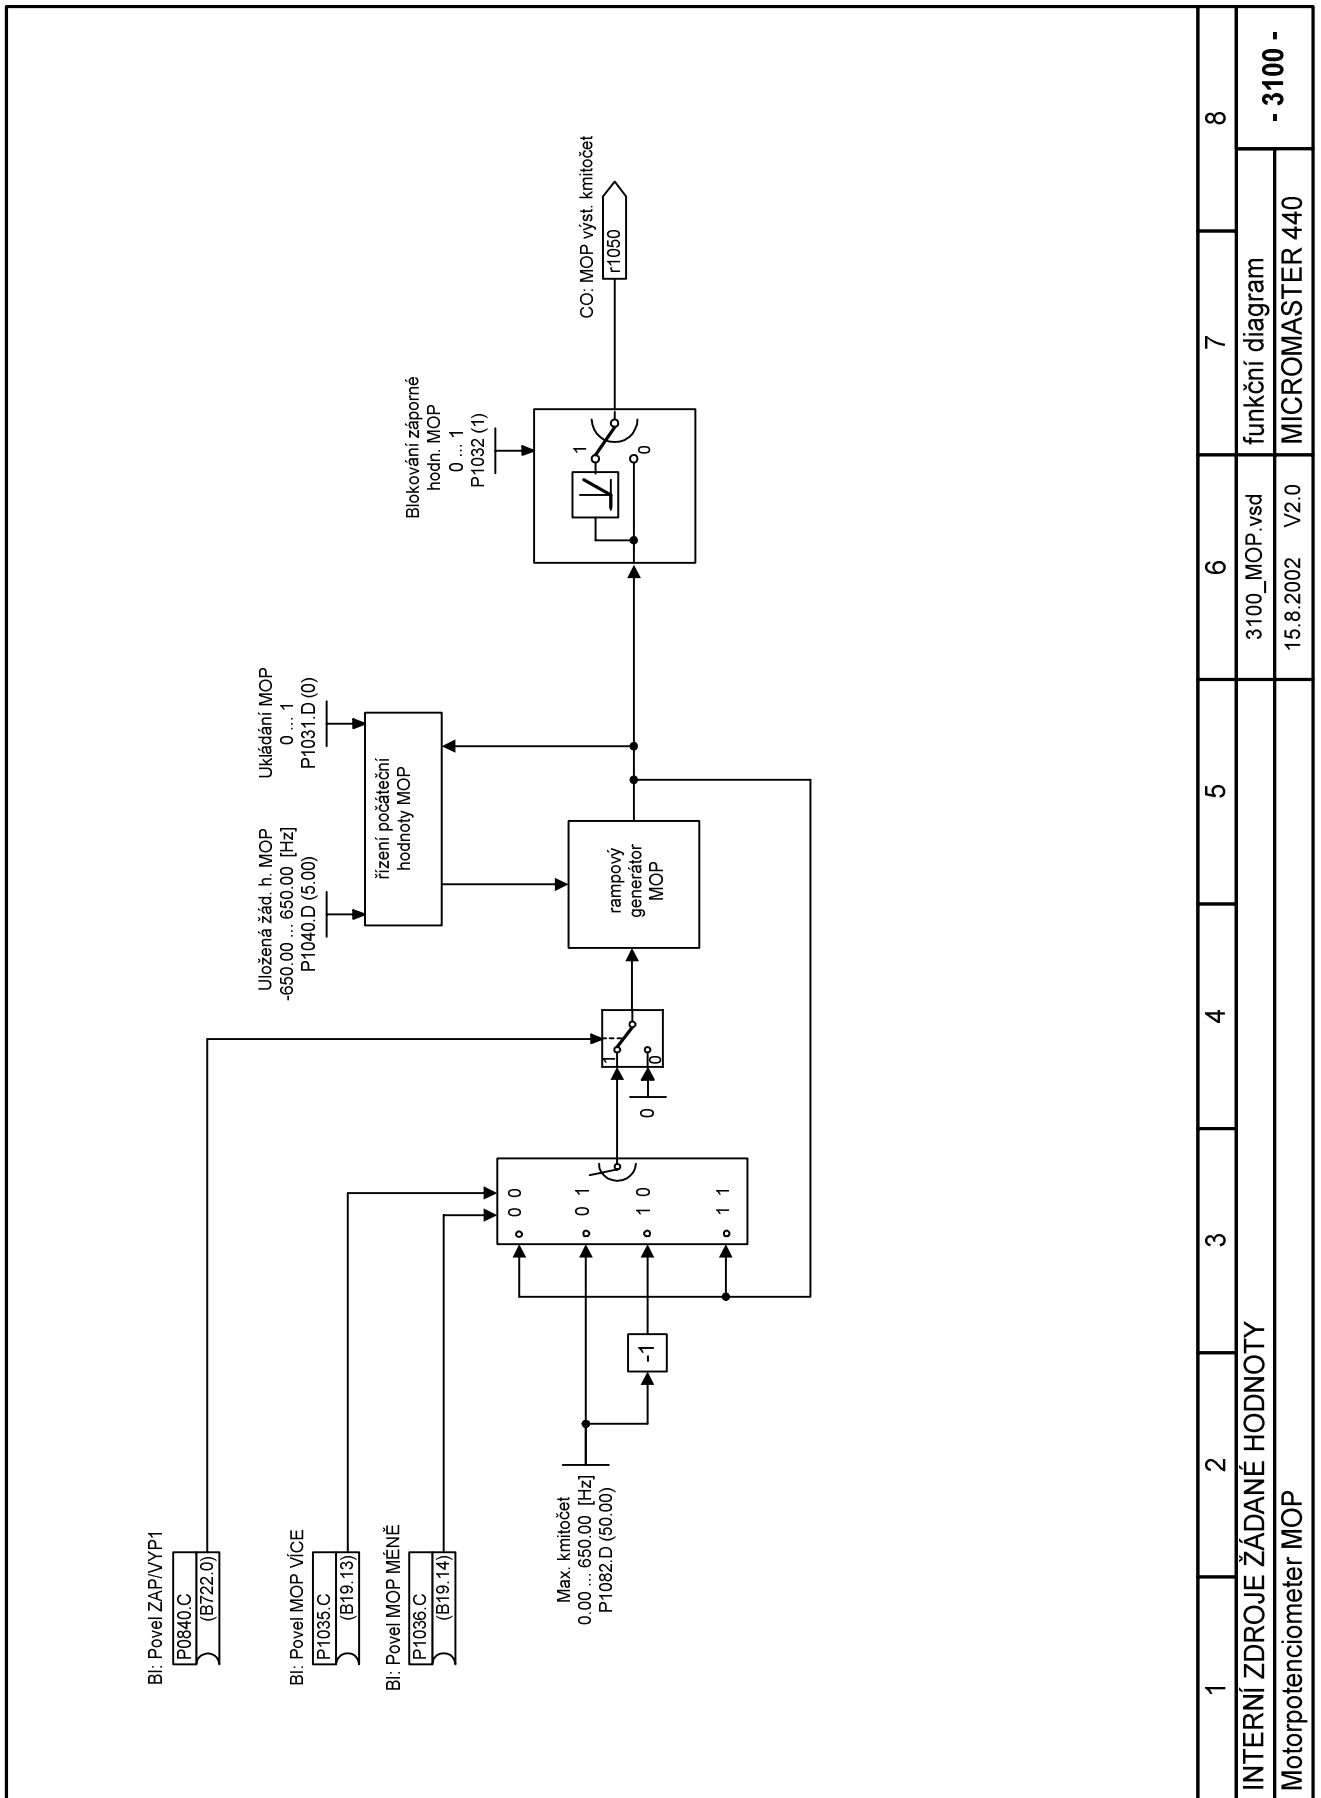 BI: Povel ZAP/VYP1
P0840.C
(B722.0)
BI: Povel MOP VÍCE
P1035.C
(B19.13)
BI: Povel MOP MÉNĚ
P1036.C
(B19.14)
Max. kmitočet
0.00 ... 650.00 [Hz]
P1082.D (50.00)
-1
0 0
0 1
1 0
1 1
1
0
0
Uložená žád. h. MOP
-650.00 ... 650.00 [Hz]
P1040.D (5.00)
Ukládání MOP
0 ... 1
P1031.D (0)
řízení počáteční
hodnoty MOP
rampový
generátor
MOP
Blokování záporné
hodn. MOP
0 ... 1
P1032 (1)
1
0
CO: MOP výst. kmitočet
r1050
1 2 3 4 5 6 7 8
INTERNÍ ZDROJE ŽÁDANÉ HODNOTY
3100_MOP.vsd
funkční diagram
- 3100 -
Motorpotenciometer MOP
15.8.2002 V2.0
MICROMASTER 440